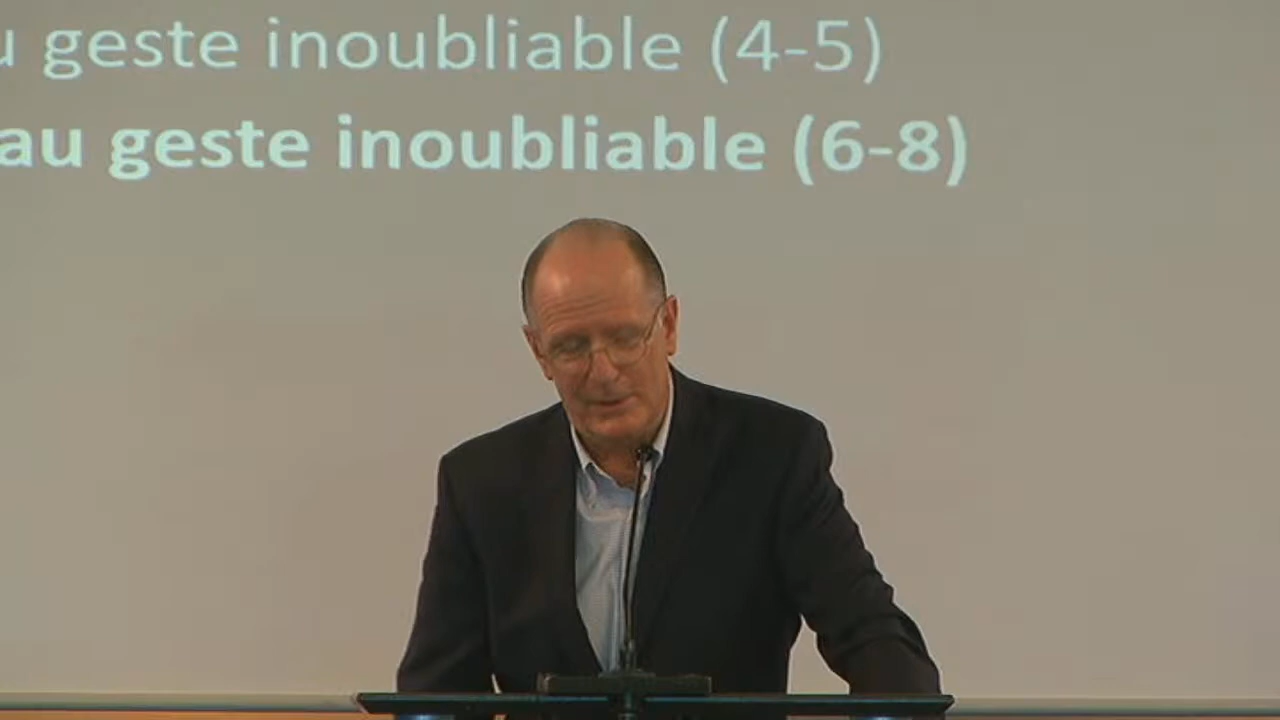 u geste inoubliable (4-5)
au geste inoubliable (6-8)